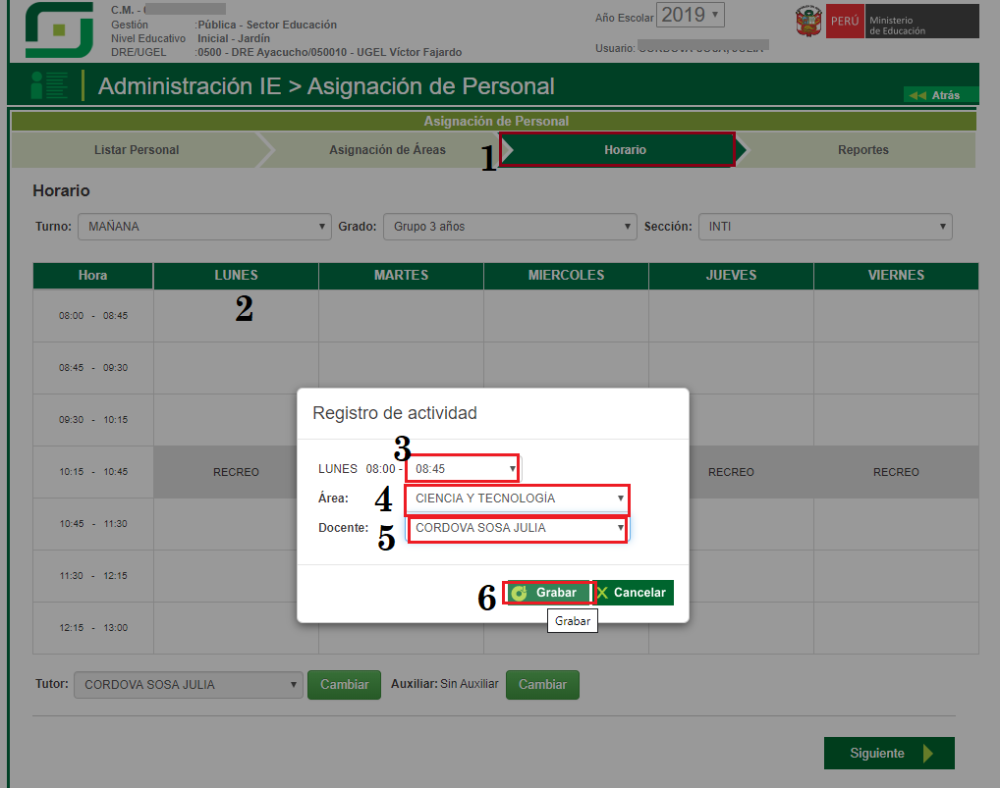 C.M. -
Gestión :Pública - Sector Educación
Nivel Educativo Inicial - Jardín
DRE/UGEL :0500 - DRE Ayacucho/050010 - UGEL Víctor Fajardo
Año Escolar 2019
Usuario:
PERÚ Ministerio de Educación
Administración IE > Asignación de Personal
Atrás
Asignación de Personal
Listar Personal Asignación de Áreas 1 Horario Reportes
Horario
Turno: MAÑANA Grado: Grupo 3 años Sección: INTI
Hora LUNES MARTES MIERCOLES JUEVES VIERNES
08:00 - 08:45 2
08:45 - 09:30
09:30 - 10:15
10:15 - 10:45 RECREO RECREO RECREO
10:45 - 11:30
11:30 - 12:15
12:15 - 13:00
Registro de actividad
3
LUNES 08:00 - 08:45
Área: 4 CIENCIA Y TECNOLOGÍA
Docente: 5 CORDOVA SOSA JULIA
6 Grabar X Cancelar
Grabar
Tutor: CORDOVA SOSA JULIA Cambiar Auxiliar: Sin Auxiliar Cambiar
Siguiente